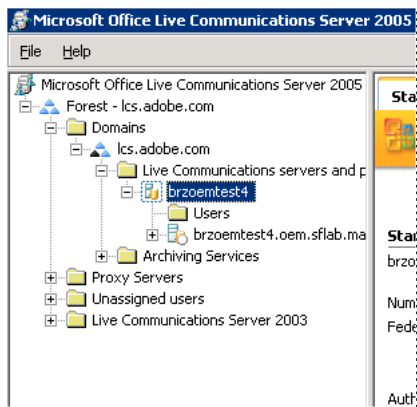 Microsoft Office Live Communications Server 2005
File Help
Microsoft Office Live Communications Server 2005
Forest - lcs.adobe.com
Domains
lcs.adobe.com
Live Communications servers and p
brzoemtest4
Users
brzoemtest4.oem.sflab.ma
Archiving Services
Proxy Servers
Unassigned users
Live Communications Server 2003
Sta
Star
brzo
Num
Fede
Auth